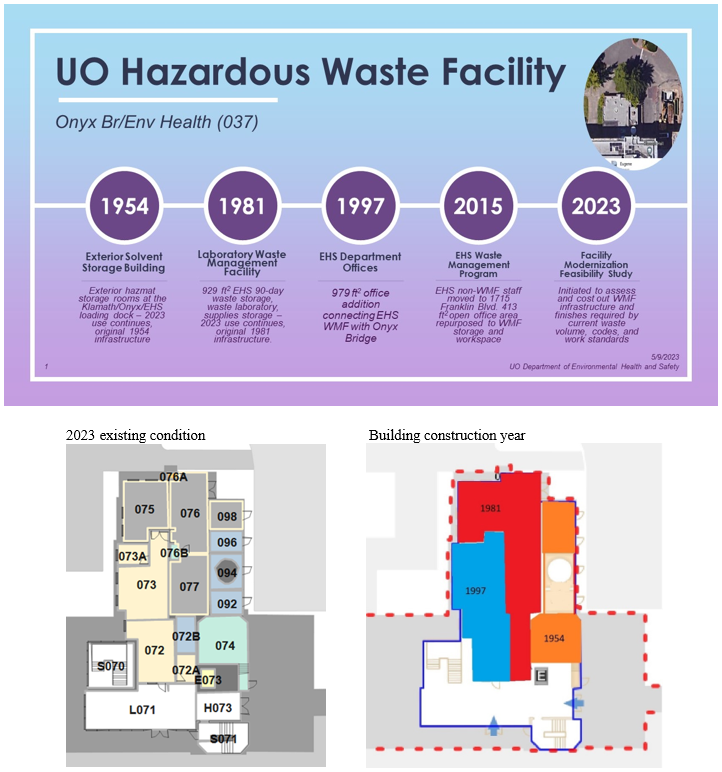 UO Hazardous Waste Facility
Onyx Br/Env Health (037)
Eugene
1954
1981
1997
2015
2023
Exterior Solvent
Storage Building
Exterior hazmat
storage rooms at the
Klamath/Onyx/EHS
loading dock – 2023
use continues,
original 1954
infrastructure
Laboratory Waste
Management
Facility
929 ft² EHS 90-day
waste storage,
waste laboratory,
supplies storage –
2023 use continues,
original 1981
infrastructure.
EHS Department
Offices
979 ft² office
addition
connecting EHS
WMF with Onyx
Bridge
EHS Waste
Management
Program
EHS non-WMF staff
moved to 1715
Franklin Blvd. 413
ft² open office area
repurposed to WMF
storage and
workspace
Facility
Modernization
Feasibility Study
Initiated to assess
and cost out WMF
infrastructure and
finishes required by
current waste
volume, codes, and
work standards
5/9/2023
1
UO Department of Environmental Health and Safety
2023 existing condition
076A
075
076
098
096
073A
076B
094
073
077
092
072B
074
S070
072
072A
E073
L071
H073
S071
Building construction year
1981
1997
1954
E